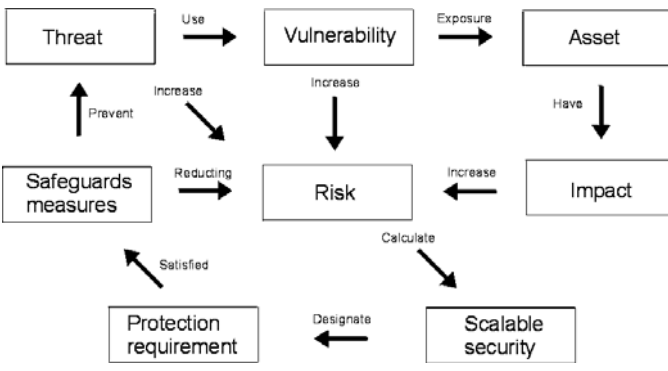 Use
Exposure
Threat
Vulnerability
Asset
Increase
Increase
Have
Prevent
Safeguards
measures
Reducting
Risk
Increase
Impact
Calculate
Satisfied
Protection
requirement
Designate
Scalable
security